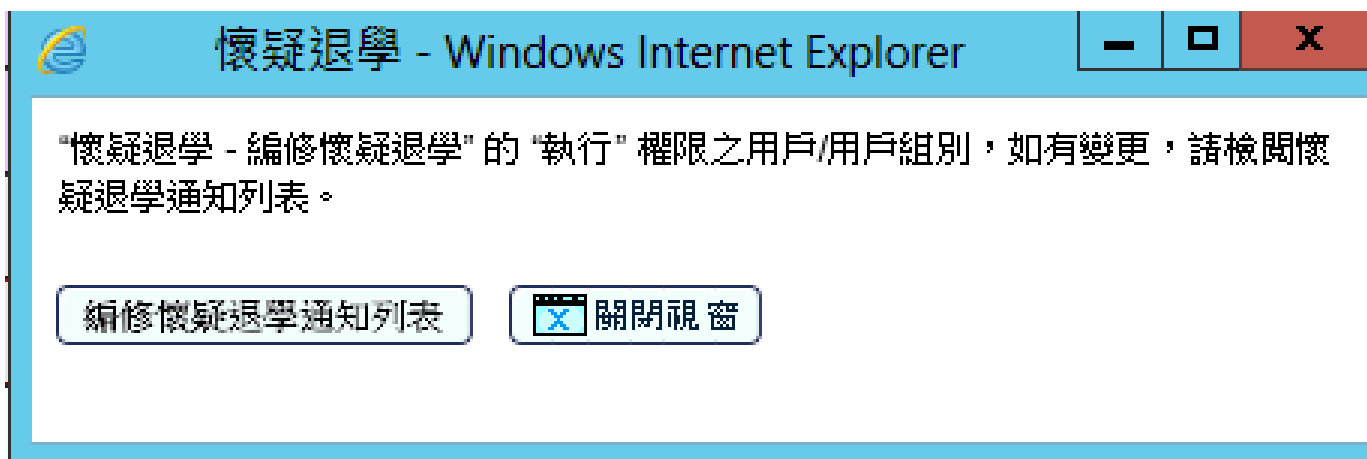 懷疑退學 - Windows Internet Explorer
"懷疑退學 - 編修懷疑退學" 的 "執行" 權限之用戶/用戶組別，如有變更，請檢閱懷
疑退學通知列表。
編修懷疑退學通知列表 關閉視窗